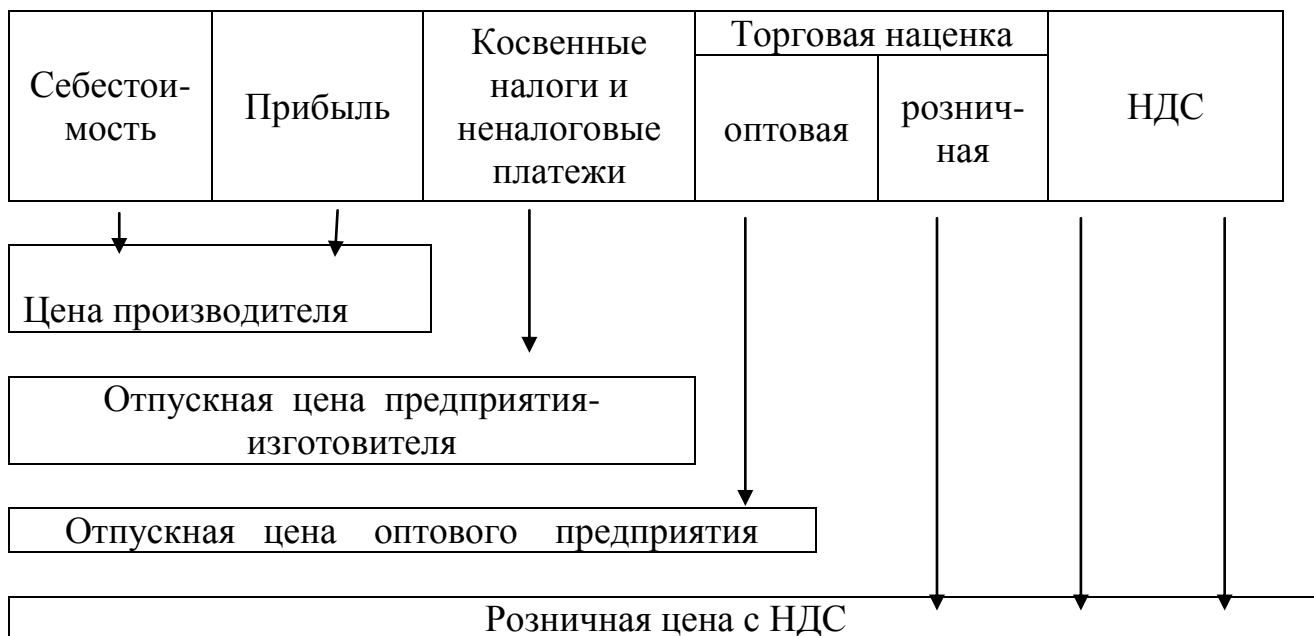 Себестои-
мость
Прибыль
Косвенные
налоги и
неналоговые
платежи
Торговая наценка
оптовая
рознич-
ная
НДС
Цена производителя
Отпускная цена предприятия-
изготовителя
Отпускная цена оптового предприятия
Розничная цена с НДС